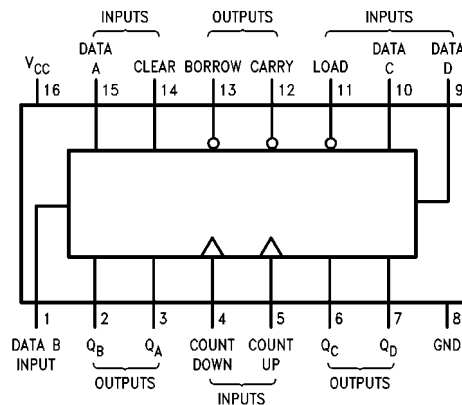 INPUTS OUTPUTS INPUTS
DATA A DATA C DATA D
VCC CLEAR BORROW CARRY LOAD
16 15 14 13 12 11 10 9
1 2 3 4 5 6 7 8
DATA B INPUT QB QA COUNT DOWN COUNT UP QC QD GND
OUTPUTS INPUTS OUTPUTS